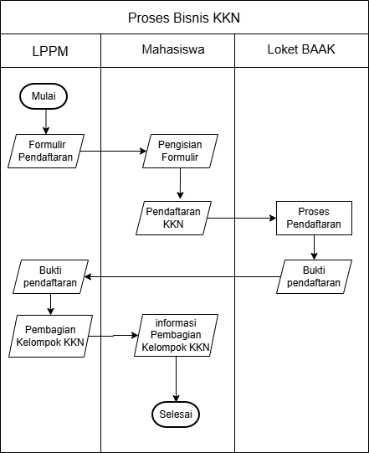 Proses Bisnis KKN
LPPM
Mahasiswa
Loket BAAK
Mulai
Formulir
Pendaftaran
Pengisian
Formulir
Pendaftaran
KKN
Proses
Pendaftaran
Bukti
pendaftaran
Bukti
pendaftaran
Pembagian
Kelompok KKN
informasi
Pembagian
Kelompok KKN
Selesai